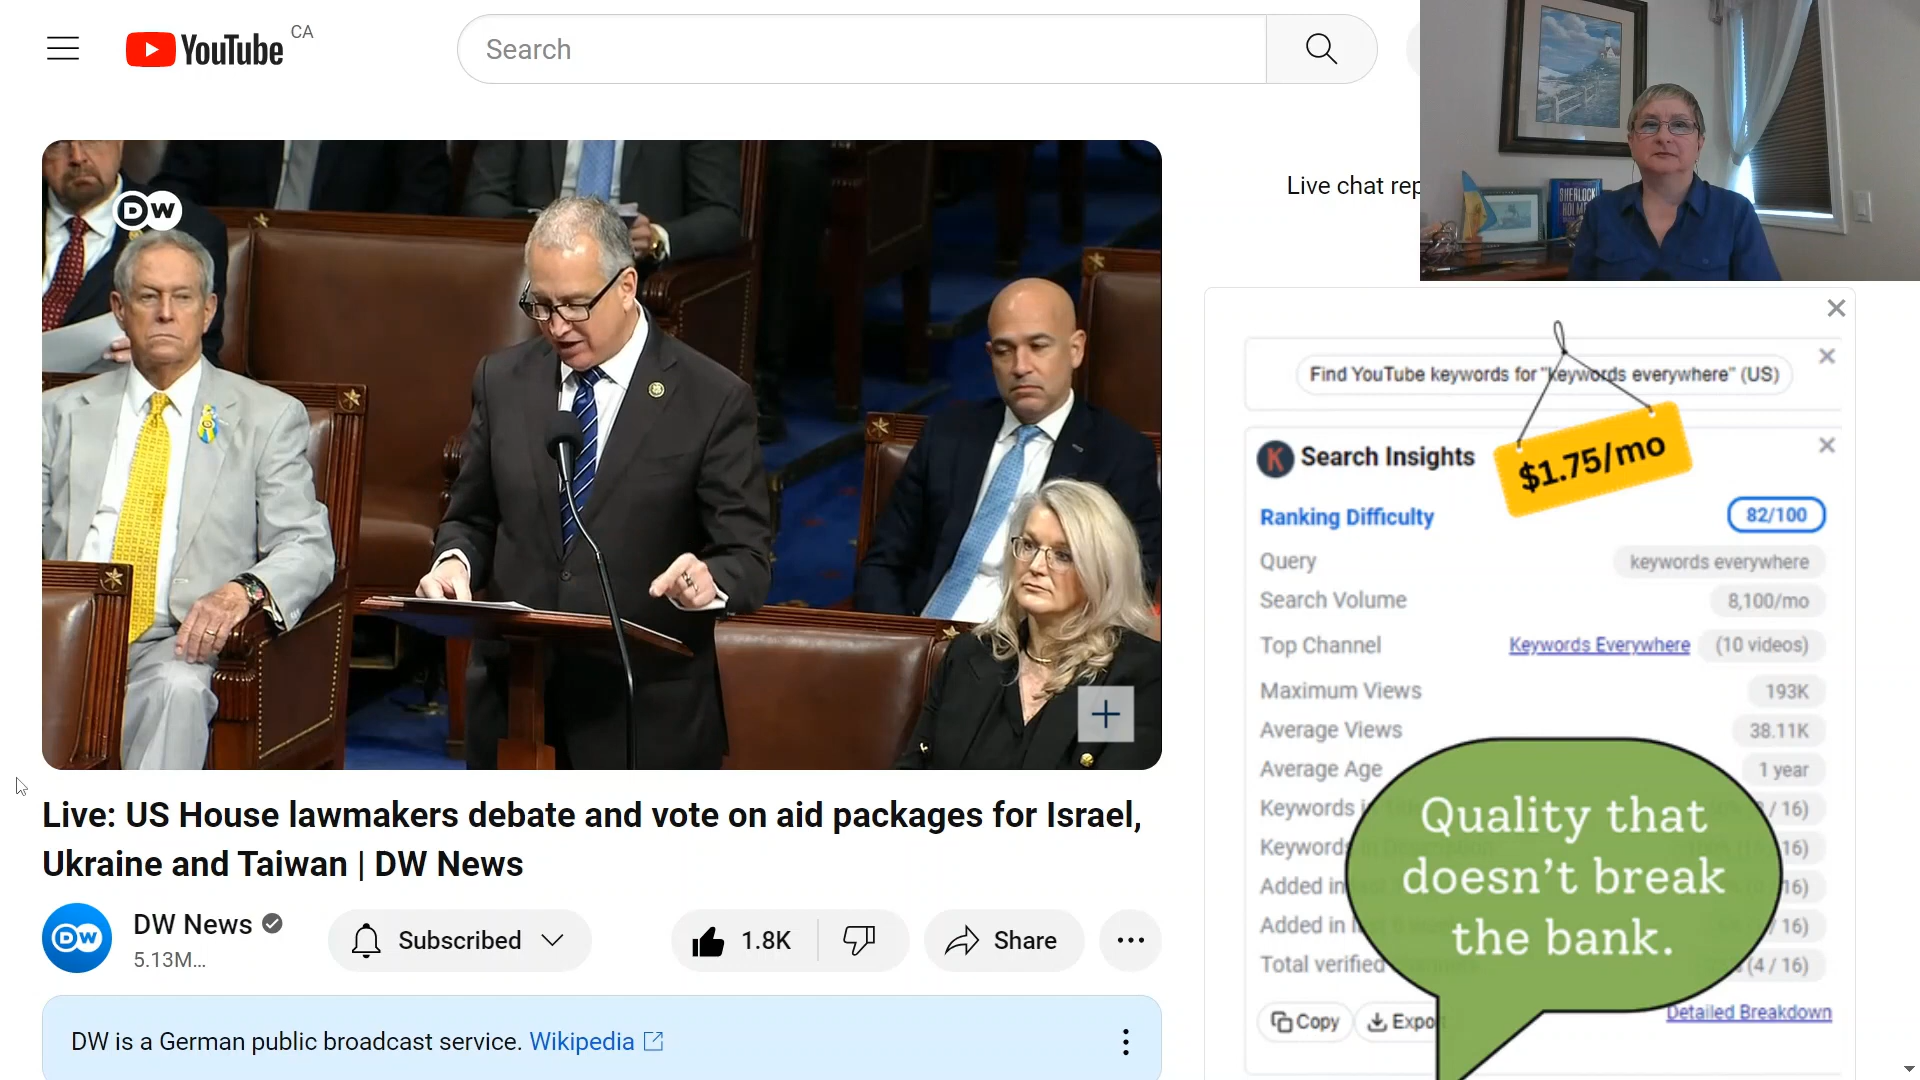 YouTube
CA
Search
Live chat rep
SHERLOCK
DW
Find YouTube keywords for "keywords everywhere" (US)
K
Search Insights
$1.75/mo
Ranking Difficulty
82/100
Query
keywords everywhere
Search Volume
8,100/mo
Top Channel
Keywords Everywhere
(10 videos)
Maximum Views
193K
Average Views
38.11K
Average Age
1 year
Keywords i
/ 16)
Keywords
16)
Added in
16)
Added in l
/ 16)
Total verified
(4 / 16)
Quality that
doesn't break
the bank.
Copy
Expor
Detailed Breakdown
Live: US House lawmakers debate and vote on aid packages for Israel,
Ukraine and Taiwan | DW News
DW
DW News
5.13M...
Subscribed
1.8K
Share
DW is a German public broadcast service. Wikipedia